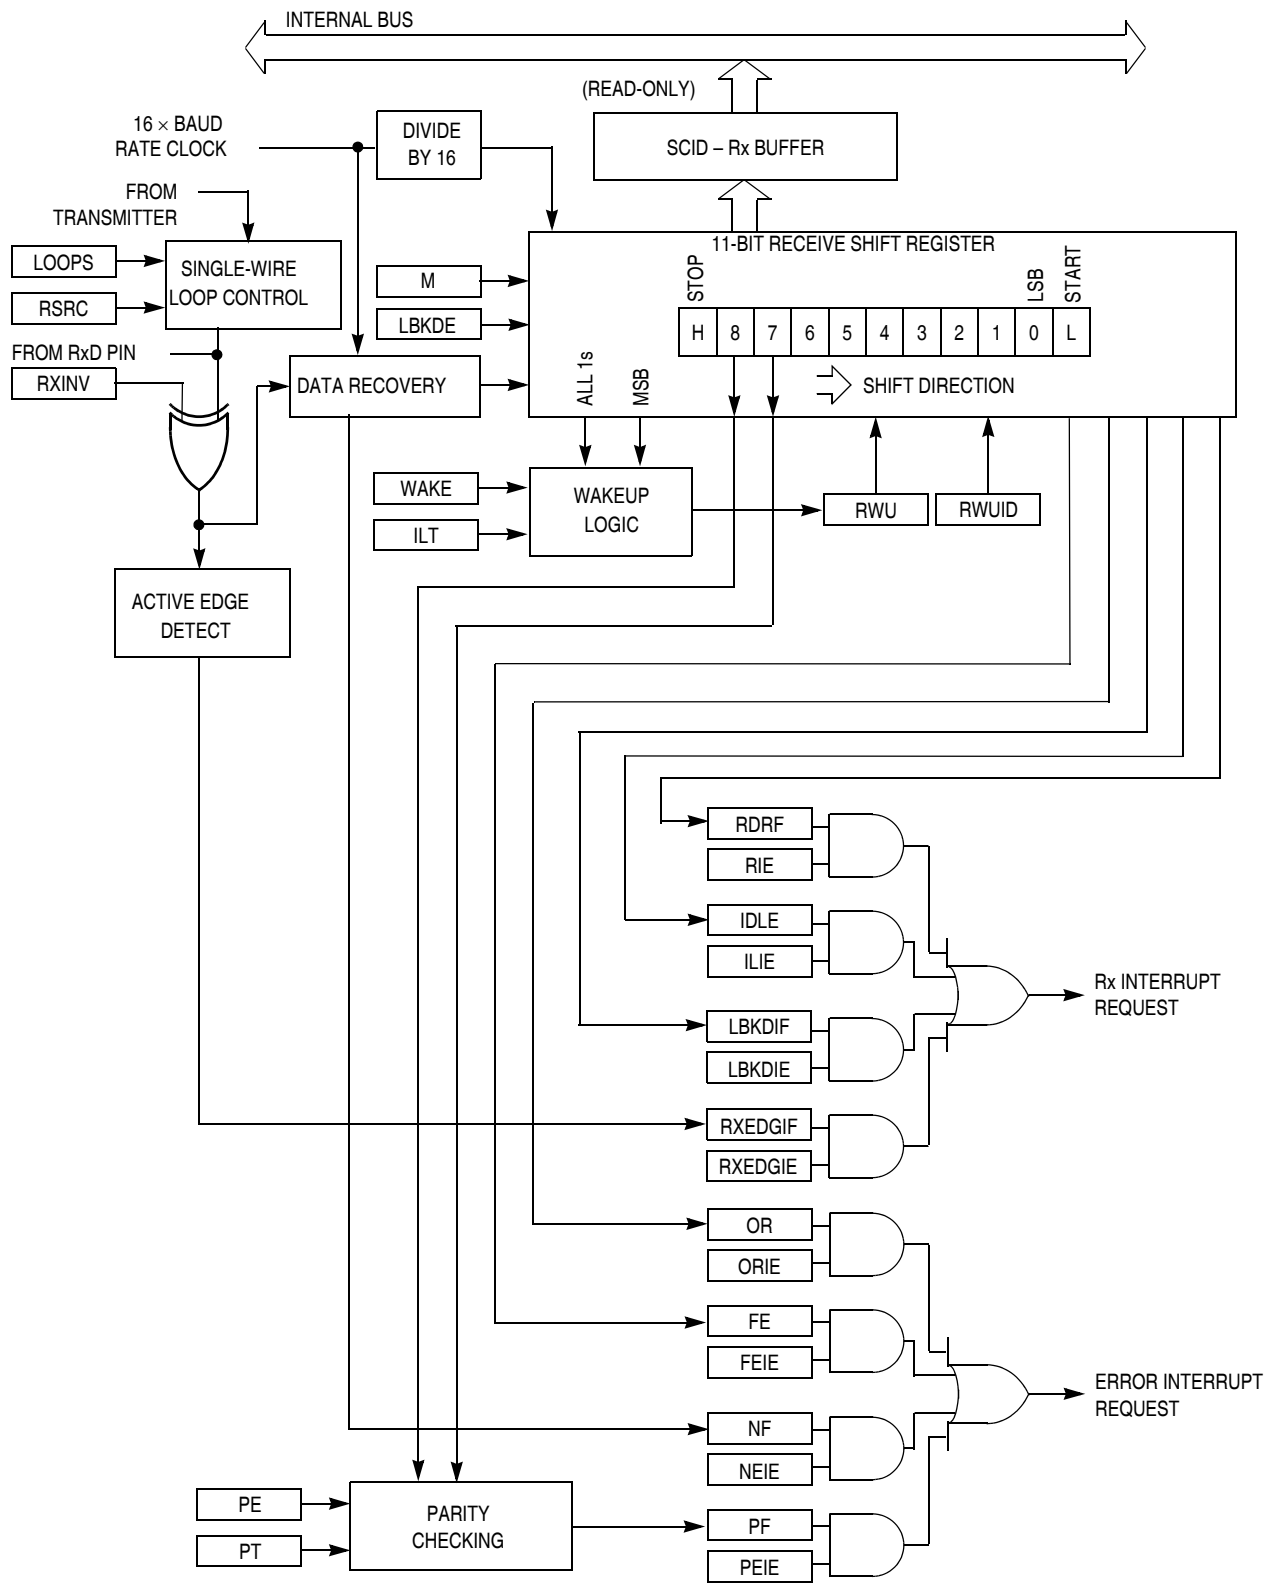 INTERNAL BUS
(READ-ONLY)
16 × BAUD
RATE CLOCK
DIVIDE
BY 16
SCID – Rx BUFFER
FROM
TRANSMITTER
11-BIT RECEIVE SHIFT REGISTER
LOOPS
SINGLE-WIRE
LOOP CONTROL
RSRC
M
LBKDE
STOP
LSB
START
H 8 7 6 5 4 3 2 1 0 L
FROM RxD PIN
RXINV
DATA RECOVERY
ALL 1s
MSB
SHIFT DIRECTION
WAKE
ILT
WAKEUP
LOGIC
RWU
RWUID
ACTIVE EDGE
DETECT
RDRF
RIE
IDLE
ILIE
Rx INTERRUPT
REQUEST
LBKDIF
LBKDIE
RXEDGIF
RXEDGIE
OR
ORIE
FE
FEIE
ERROR INTERRUPT
REQUEST
NF
NEIE
PE
PT
PARITY
CHECKING
PF
PEIE